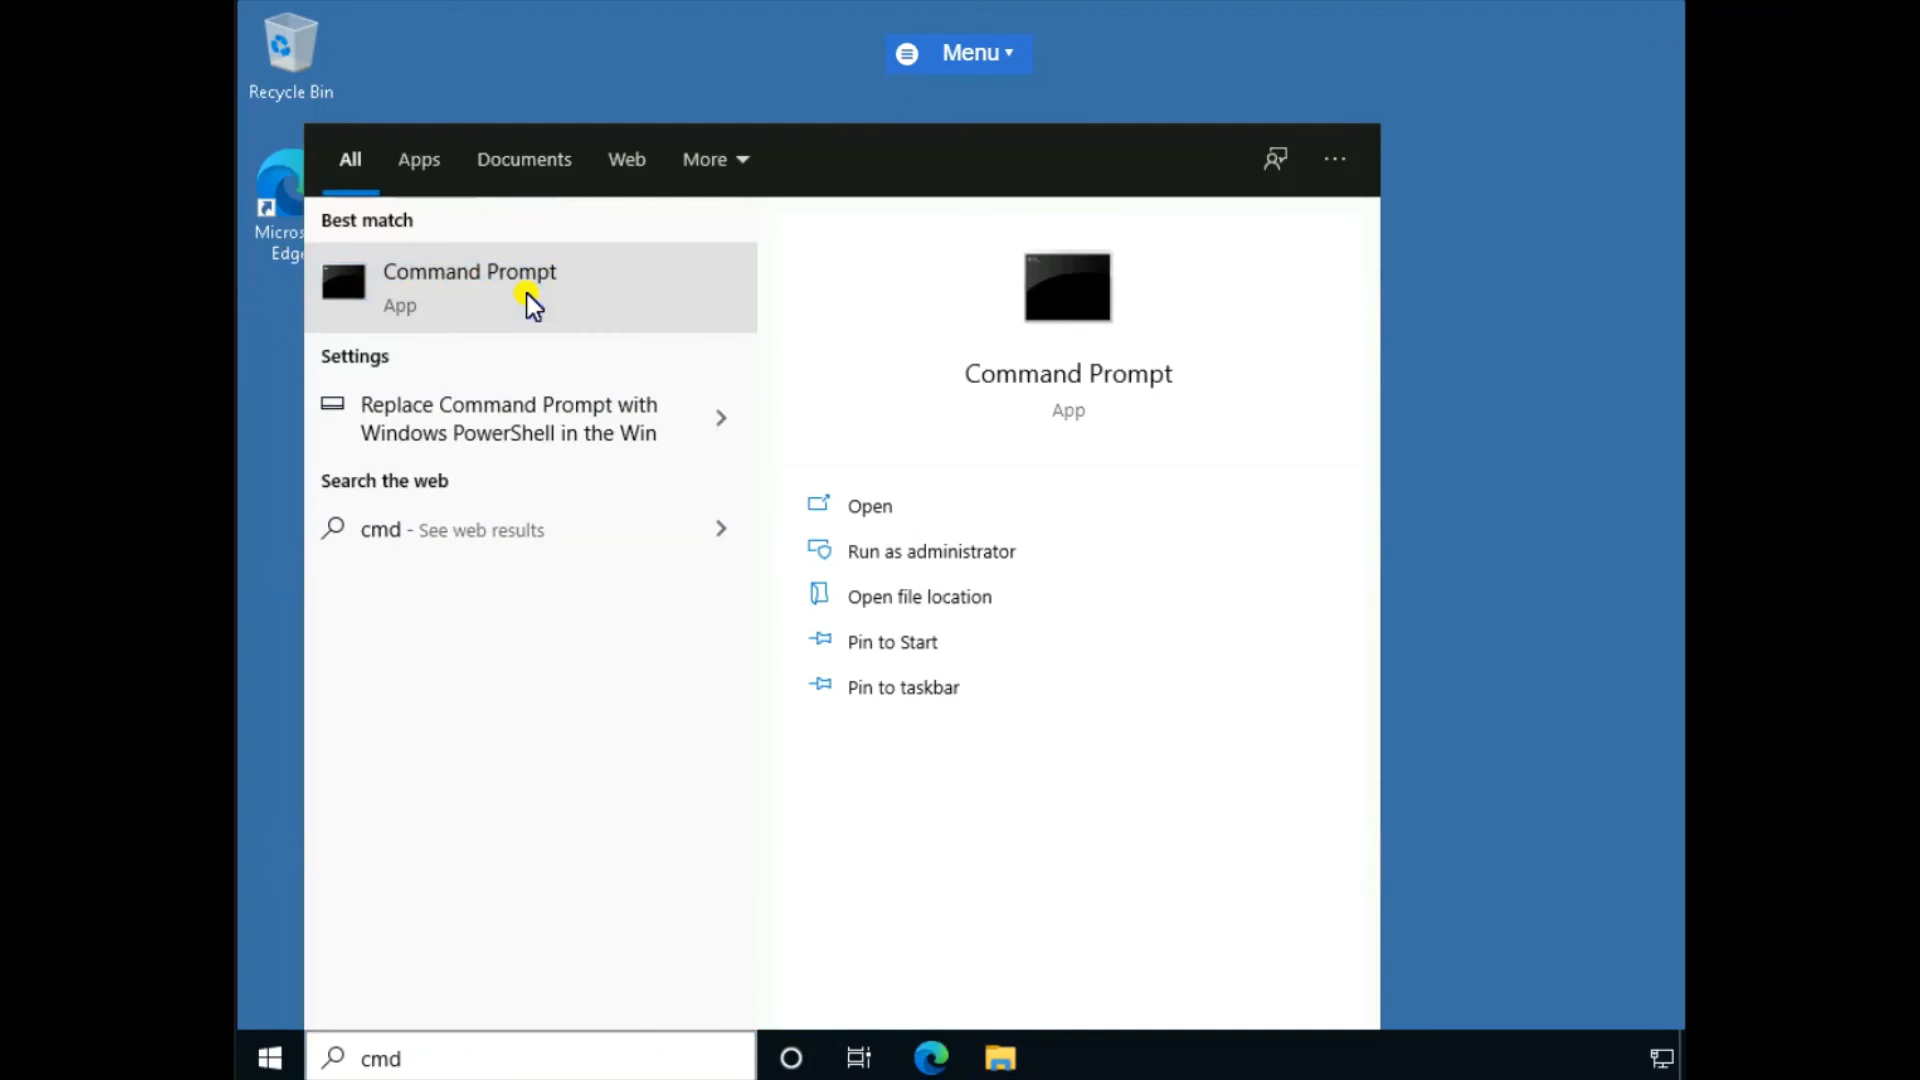 Recycle Bin
Menu
Micros
Edge
All Apps Documents Web More
Best match
Command Prompt
App
Settings
Replace Command Prompt with
Windows PowerShell in the Win
Search the web
cmd - See web results
Command Prompt
App
Open
Run as administrator
Open file location
Pin to Start
Pin to taskbar
cmd